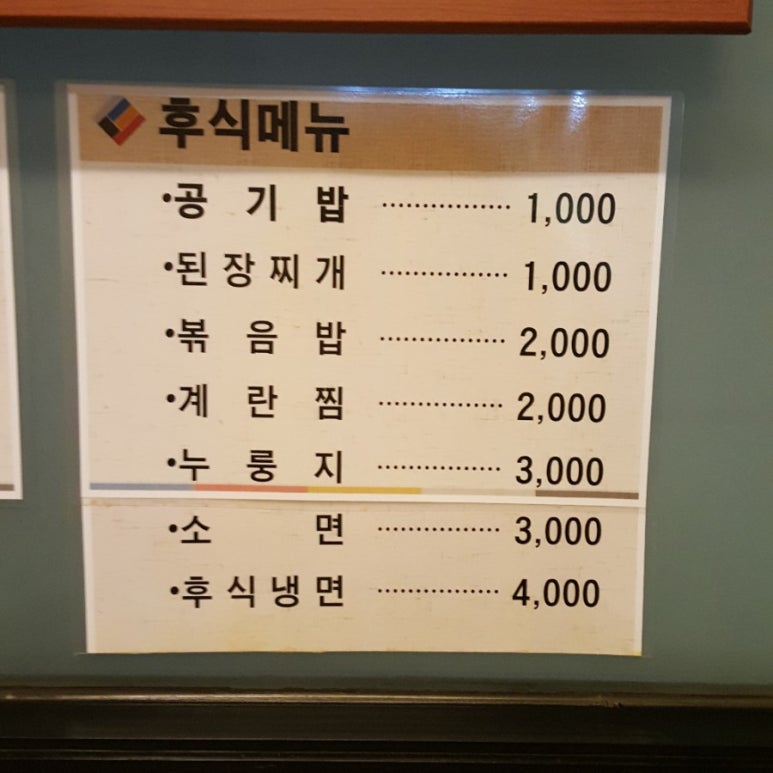 후식메뉴
•공 기 밥 ················ 1,000
•된장찌개 ················ 1,000
•볶 음 밥 ················ 2,000
•계 란 찜 ················ 2,000
•누 룽 지 ················ 3,000
•소 면 ················ 3,000
•후식냉면 ················ 4,000